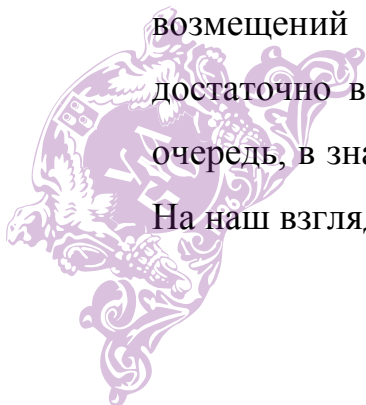 возмещений
достаточно в
очередь, в зна
На наш взгляд